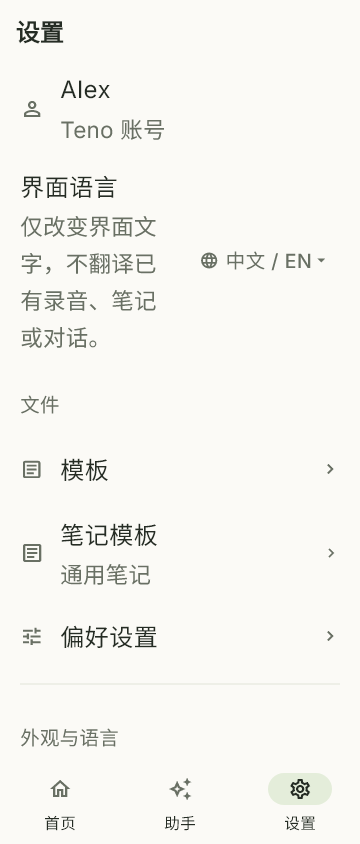 设置
Alex
Teno 账号
界面语言
仅改变界面文
字，不翻译已
有录音、笔记
或对话。
中文 / EN
文件
模板
笔记模板
通用笔记
偏好设置
外观与语言
首页
助手
设置